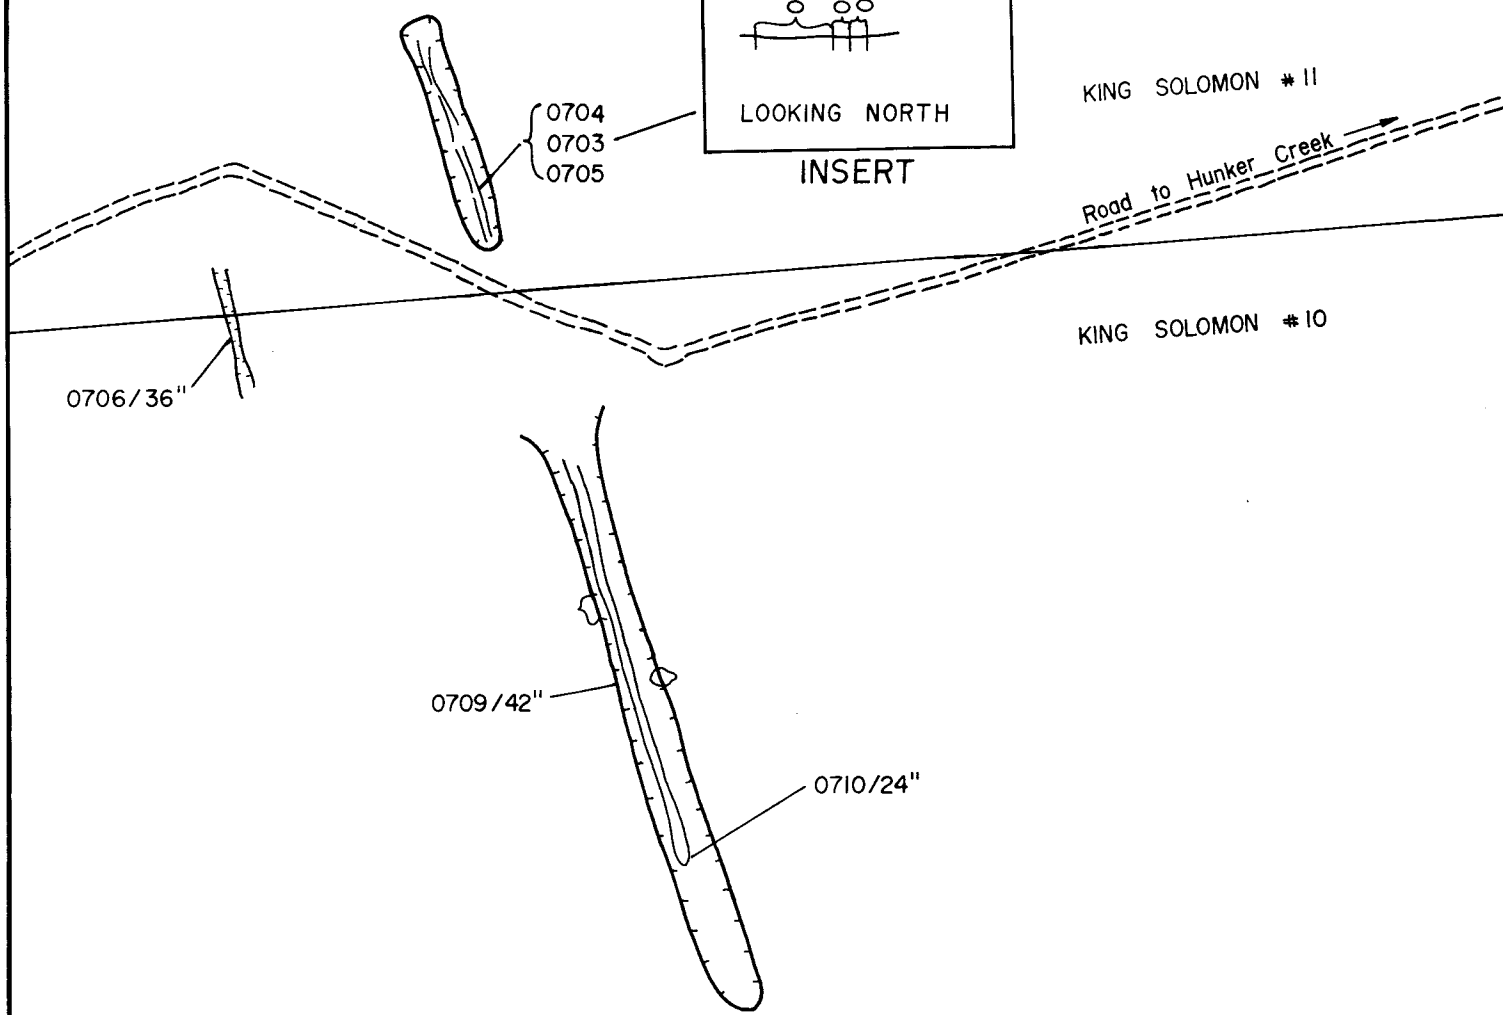 KING SOLOMON #11
0704
0703
0705
LOOKING NORTH
INSERT
Road to Hunker Creek
KING SOLOMON #10
0706/36"
0709/42"
0710/24"